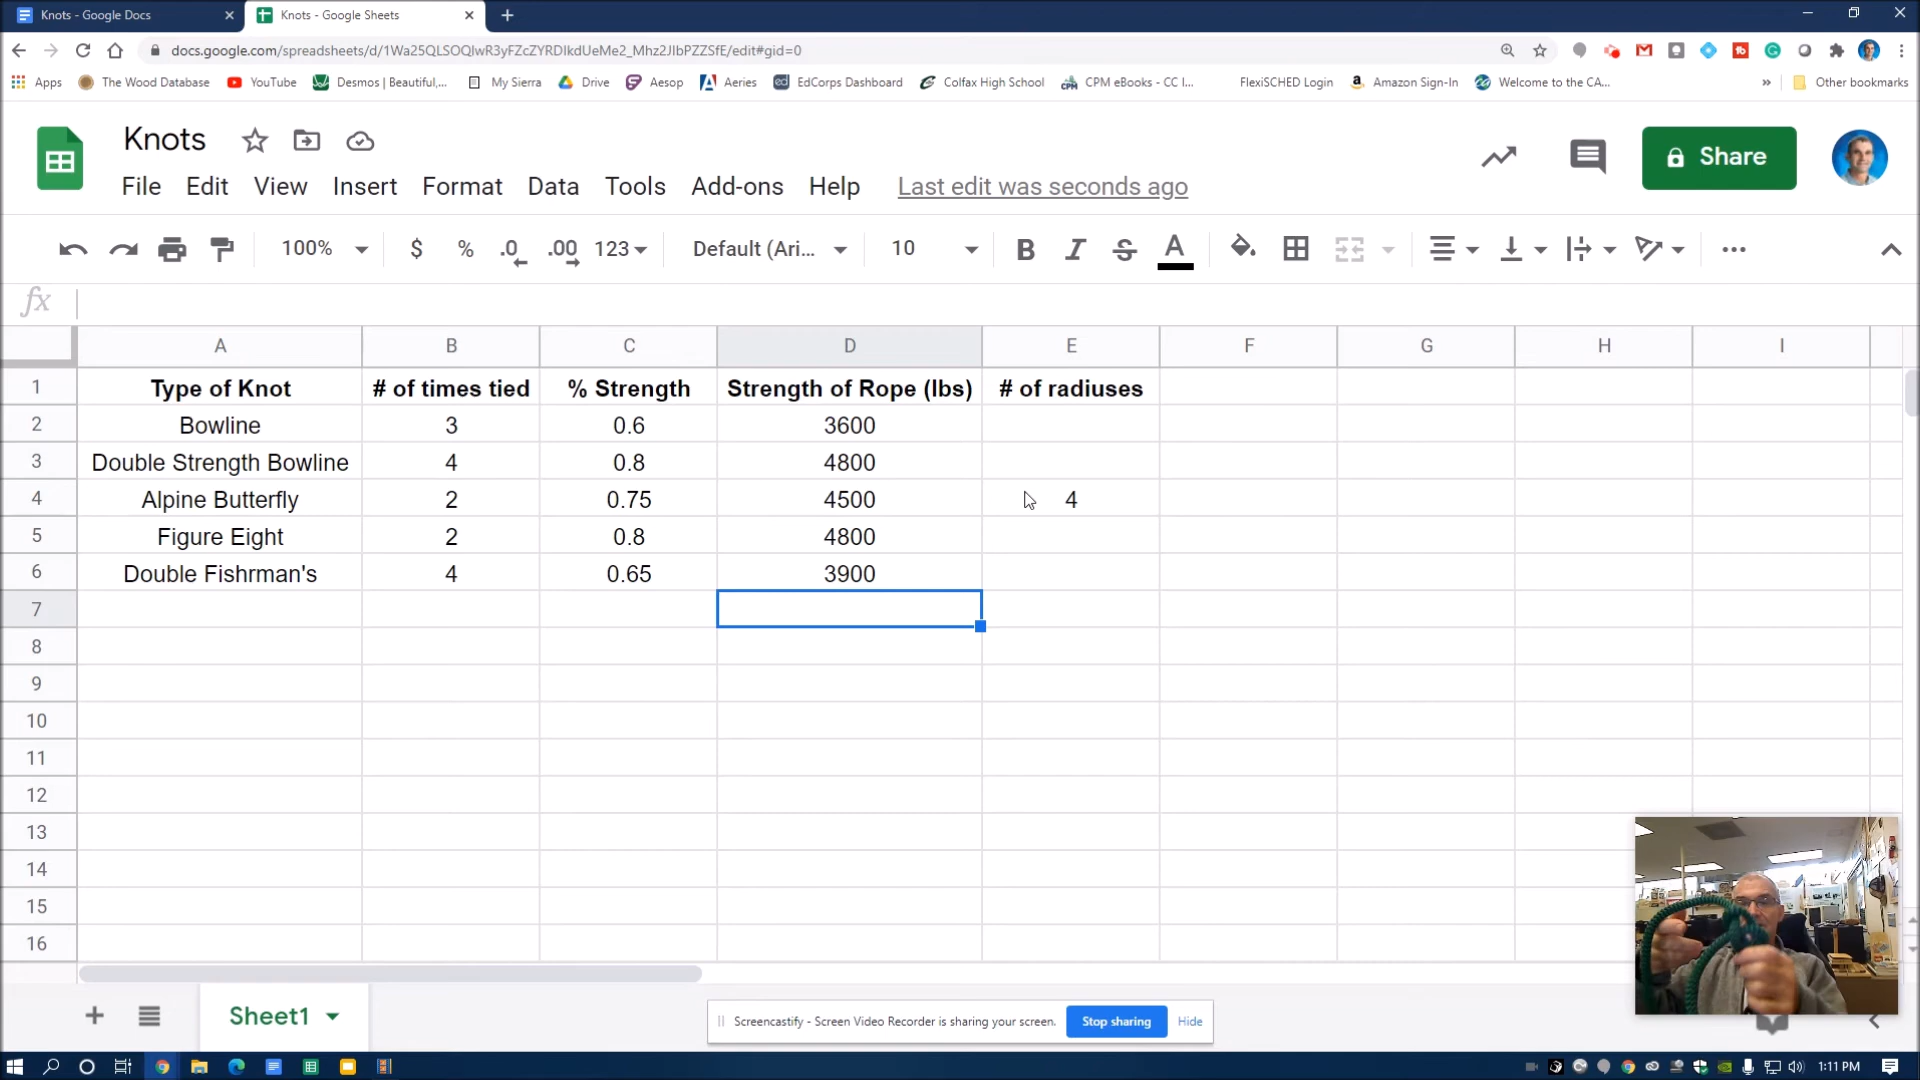 Knots - Google Docs
Knots - Google Sheets
docs.google.com/spreadsheets/d/1Wa25QLSOQIwR3yFZcZYRDIkdUeMe2_Mhz2JIbPZZSfE/edit#gid=0
Apps The Wood Database YouTube Desmos | Beautiful,... My Sierra Drive Aesop Aeries EdCorps Dashboard Colfax High School CPM eBooks - CC I... FlexiSCHED Login Amazon Sign-In Welcome to the CA... » Other bookmarks
Knots
Share
File Edit View Insert Format Data Tools Add-ons Help Last edit was seconds ago
100% $ % .0 .00 123 Default (Ari... 10 B I S A
fx
A B C D E F G H I
1 Type of Knot # of times tied % Strength Strength of Rope (lbs) # of radiuses
2 Bowline 3 0.6 3600
3 Double Strength Bowline 4 0.8 4800
4 Alpine Butterfly 2 0.75 4500 4
5 Figure Eight 2 0.8 4800
6 Double Fishrman's 4 0.65 3900
7
8
9
10
11
12
13
14
15
16
Sheet1
Screencastify - Screen Video Recorder is sharing your screen. Stop sharing Hide
1:11 PM